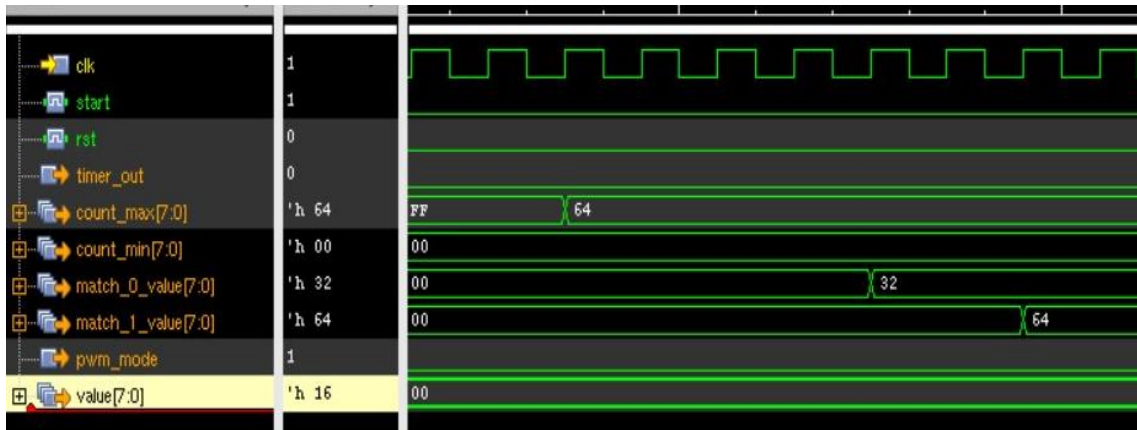 clk 1
start 1
rst 0
timer_out 0
count_max[7:0] 'h 64 FF 64
count_min[7:0] 'h 00 00
match_0_value[7:0] 'h 32 00 32
match_1_value[7:0] 'h 64 00 64
pwm_mode 1
value[7:0] 'h 16 00